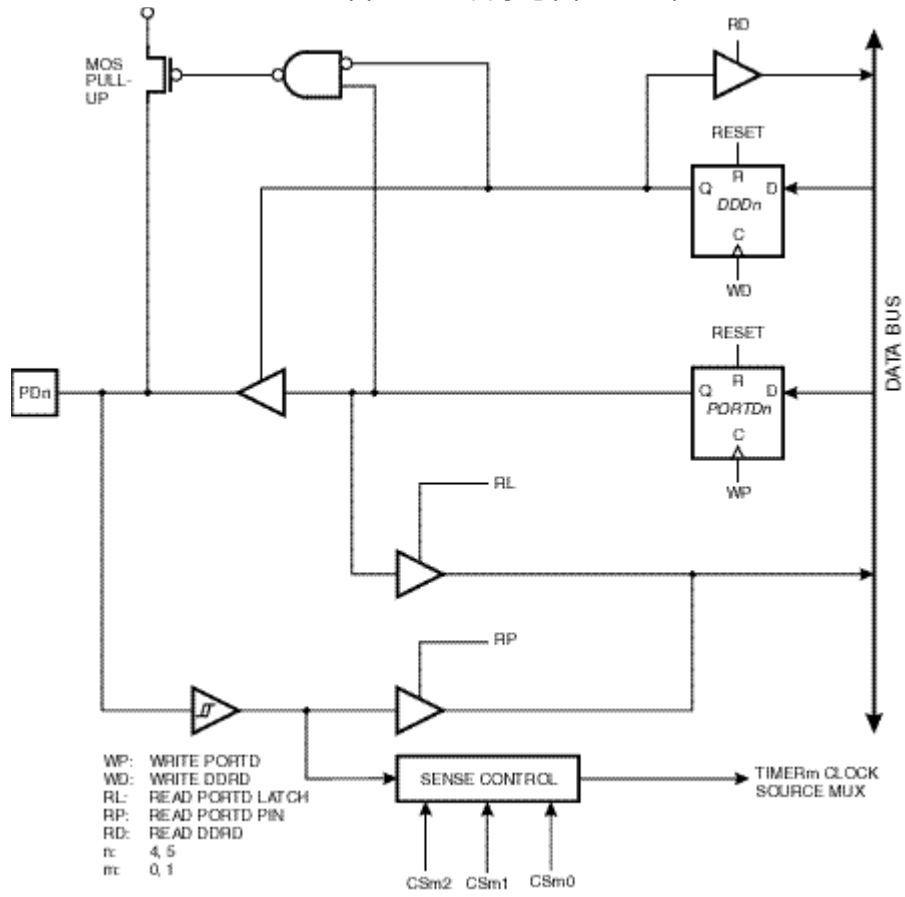 RD
MOS
PULL-
UP
RESET
R
Q
D
DDDn
C
WD
RESET
PDn
R
Q
D
PORTDn
C
WP
DATA BUS
RL
RP
WP: WRITE PORTD
WD: WRITE DDRD
RL: READ PORTD LATCH
RP: READ PORTD PIN
RD: READ DDRD
n: 4, 5
m: 0, 1
SENSE CONTROL
TIMERm CLOCK
SOURCE MUX
CSm2 CSm1 CSm0